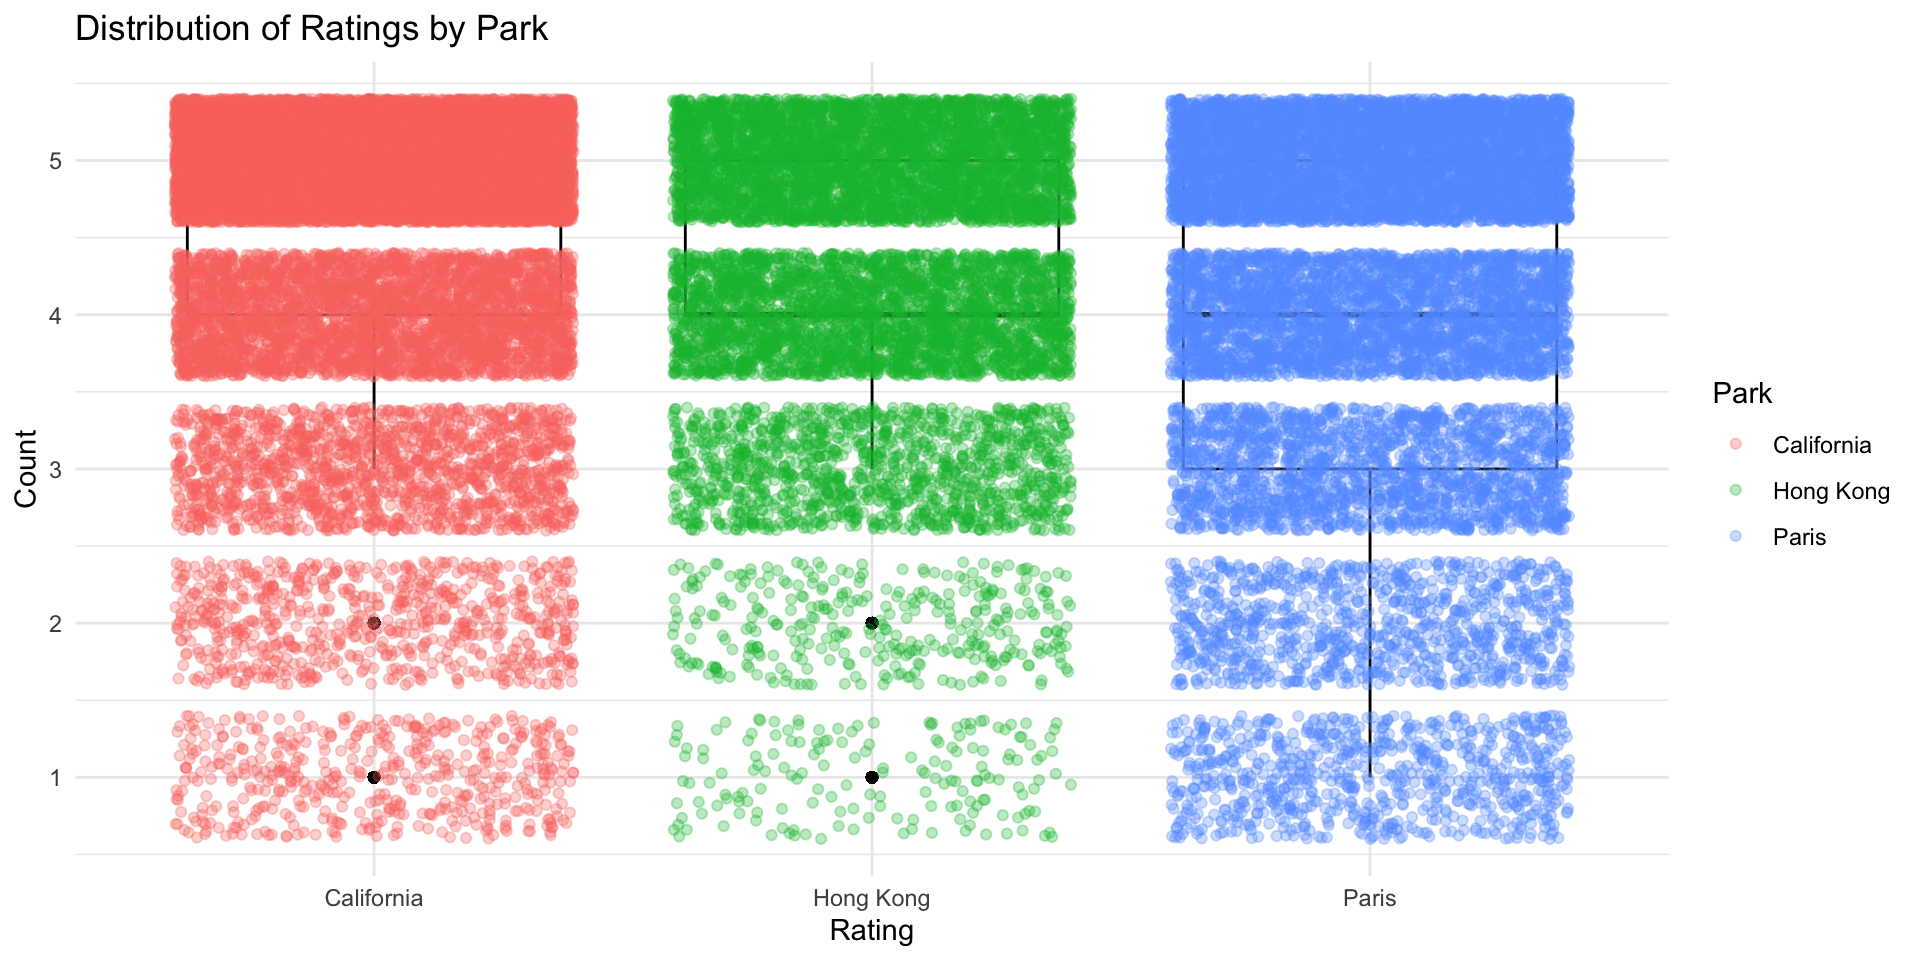 Distribution of Ratings by Park
Count
5
4
3
2
1
California
Hong Kong
Paris
Rating
Park
California
Hong Kong
Paris